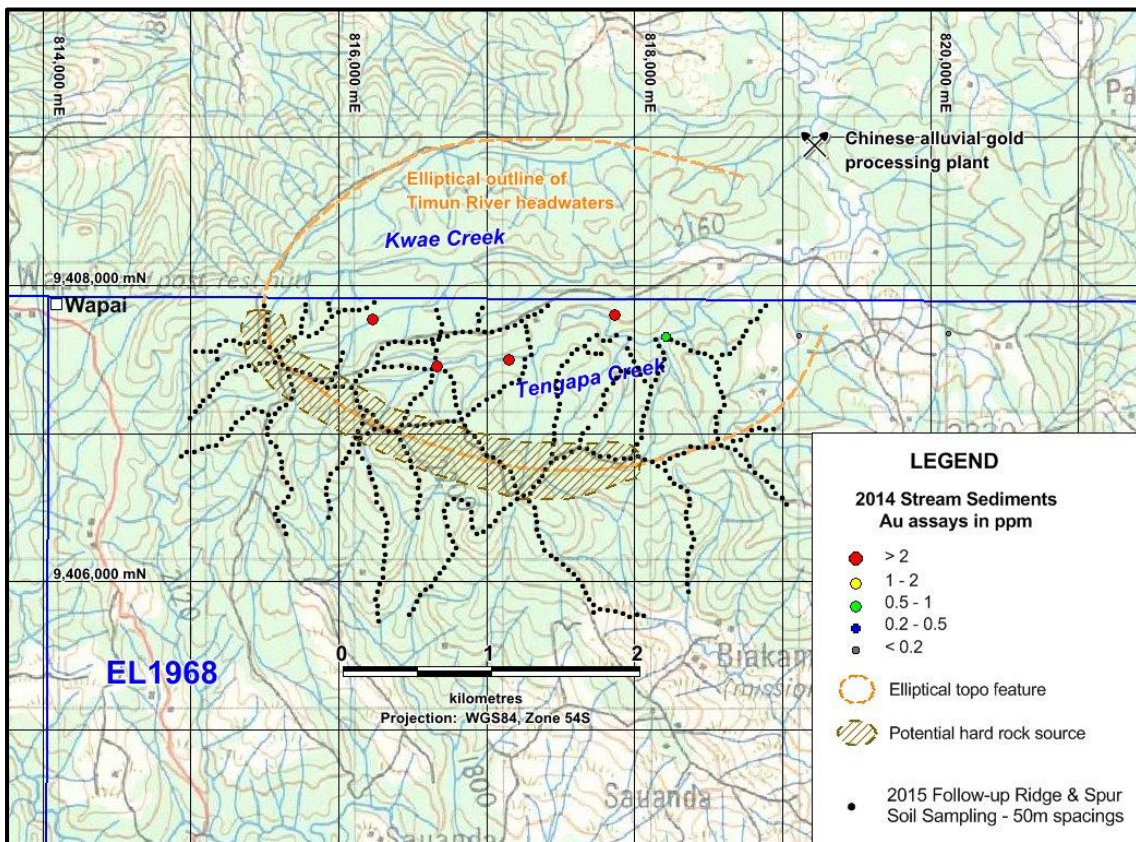 814,000 mE
816,000 mE
818,000 mE
820,000 mE
Pa
Chinese alluvial gold
processing plant
Elliptical outline of
Timun River headwaters
Kwae Creek
2160
9,408,000 mN
Wapai
Tengapa Creek
LEGEND
2014 Stream Sediments
Au assays in ppm
> 2
1 - 2
0.5 - 1
0.2 - 0.5
< 0.2
Elliptical topo feature
Potential hard rock source
2015 Follow-up Ridge & Spur
Soil Sampling - 50m spacings
9,406,000 mN
EL1968
0 1 2
kilometres
Projection: WGS84, Zone 54S
Biakam
(mission
1800
Sauanda
Sauanda